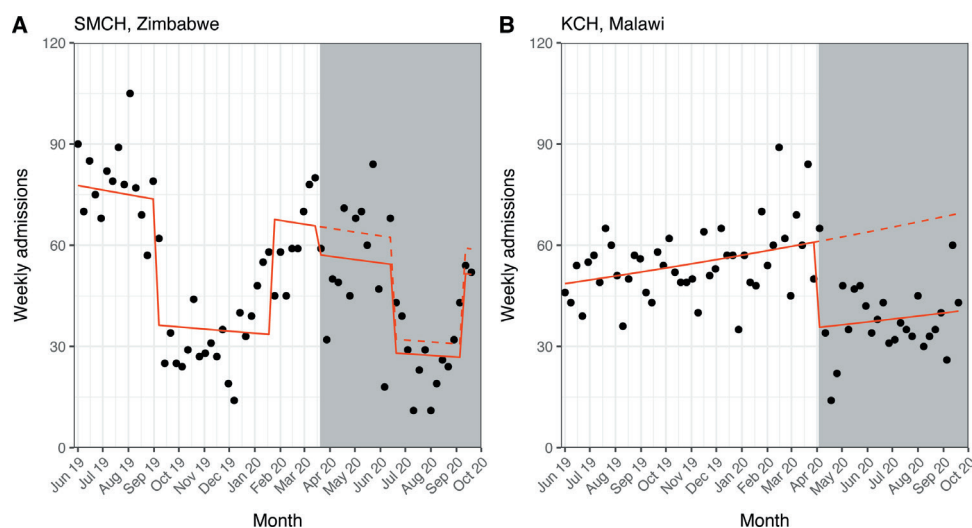 A SMCH, Zimbabwe
Weekly admissions
120
90
60
30
0
Jun 19 Jul 19 Aug 19 Sep 19 Oct 19 Nov 19 Dec 19 Jan 20 Feb 20 Mar 20 Apr 20 May 20 Jun 20 Jul 20 Aug 20 Sep 20 Oct 20
Month
B KCH, Malawi
Weekly admissions
120
90
60
30
0
Jun 19 Jul 19 Aug 19 Sep 19 Oct 19 Nov 19 Dec 19 Jan 20 Feb 20 Mar 20 Apr 20 May 20 Jun 20 Jul 20 Aug 20 Sep 20 Oct 20
Month